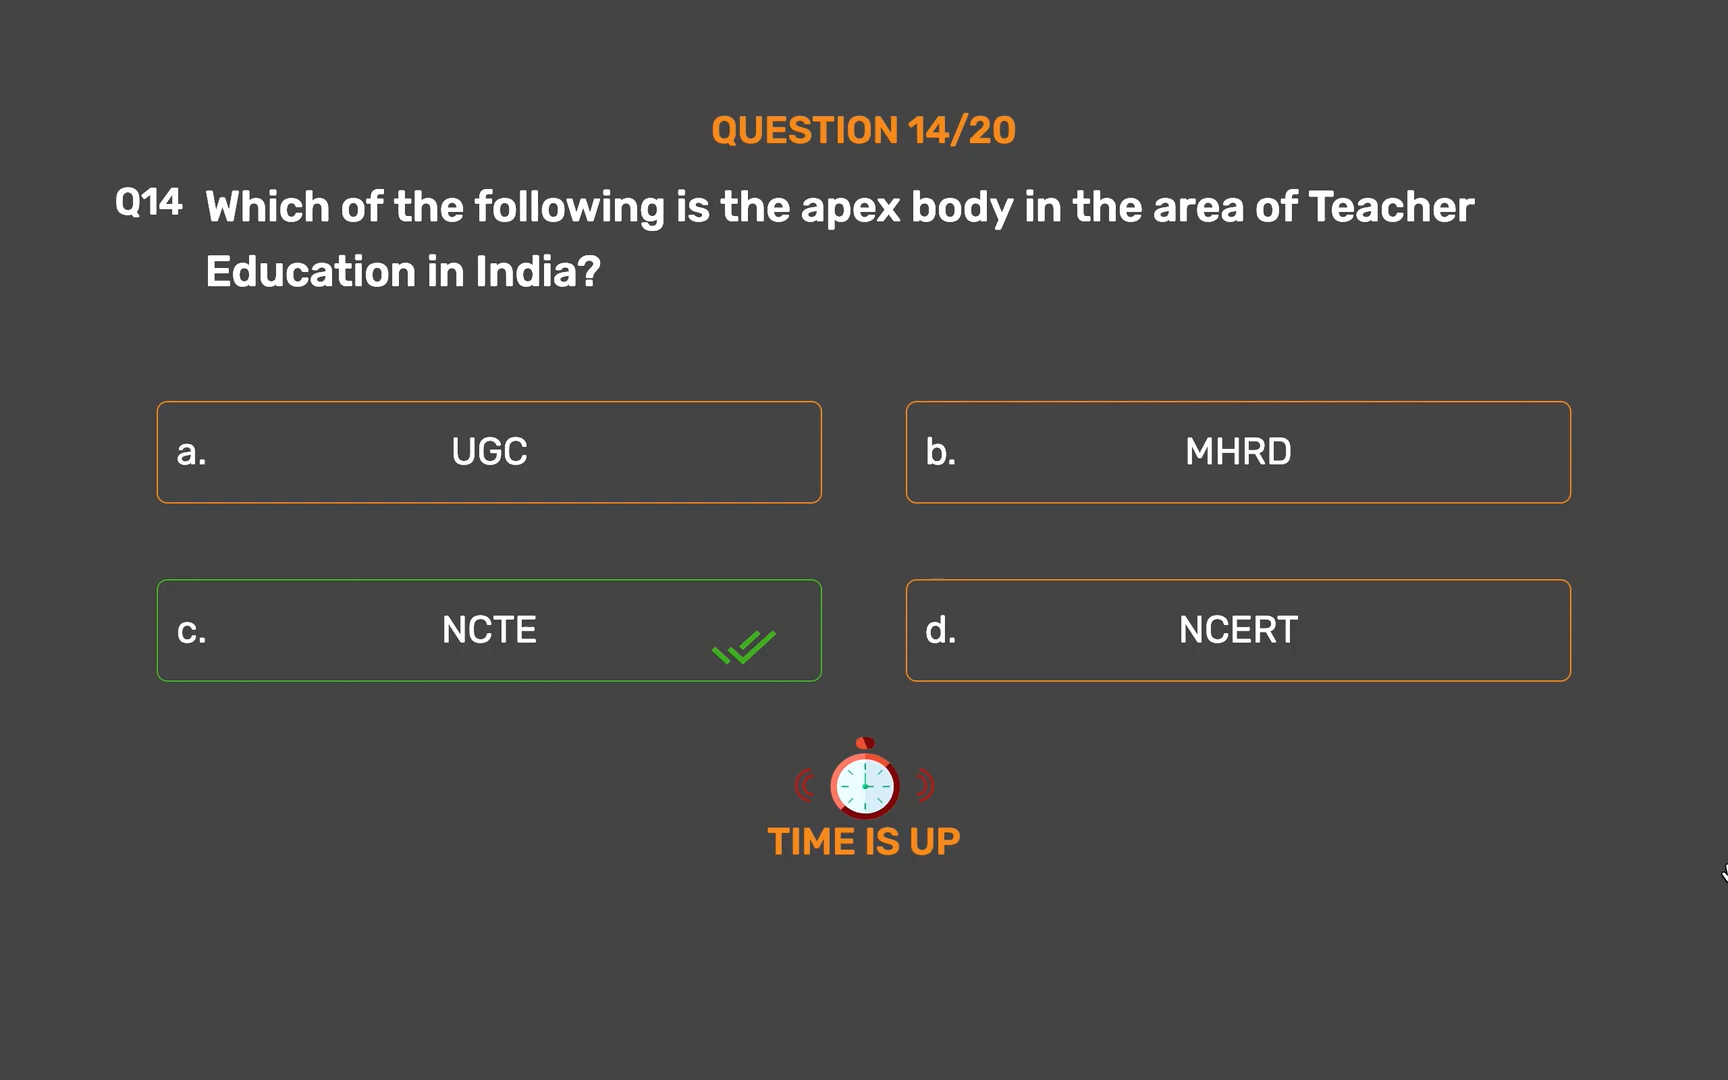 QUESTION 14/20
Q14 Which of the following is the apex body in the area of Teacher
Education in India?
a. UGC
b. MHRD
c. NCTE
d. NCERT
TIME IS UP